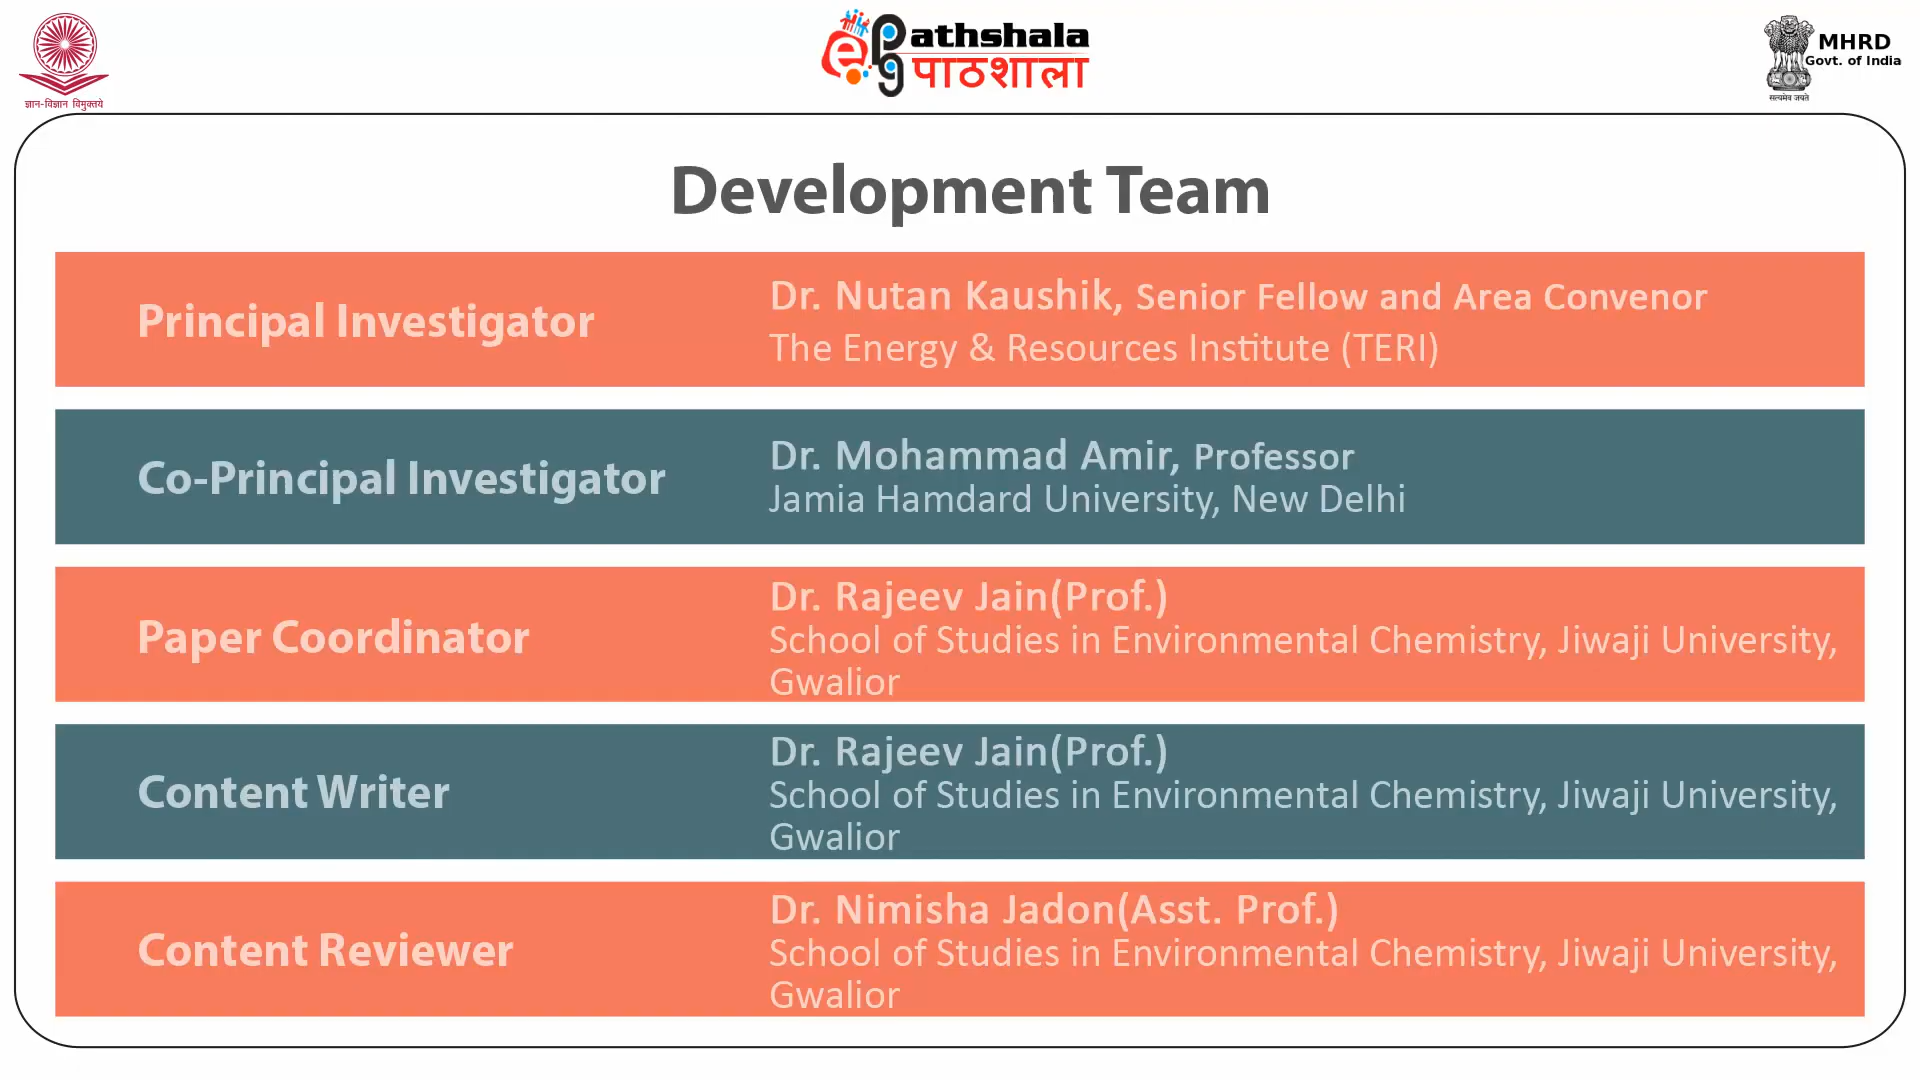 ज्ञान-विज्ञान विमुक्तये
ePathshala
पाठशाला
MHRD
Govt. of India
सत्यमेव जयते
Development Team
Principal Investigator
Dr. Nutan Kaushik, Senior Fellow and Area Convenor
The Energy & Resources Institute (TERI)
Co-Principal Investigator
Dr. Mohammad Amir, Professor
Jamia Hamdard University, New Delhi
Paper Coordinator
Dr. Rajeev Jain(Prof.)
School of Studies in Environmental Chemistry, Jiwaji University,
Gwalior
Content Writer
Dr. Rajeev Jain(Prof.)
School of Studies in Environmental Chemistry, Jiwaji University,
Gwalior
Content Reviewer
Dr. Nimisha Jadon(Asst. Prof.)
School of Studies in Environmental Chemistry, Jiwaji University,
Gwalior